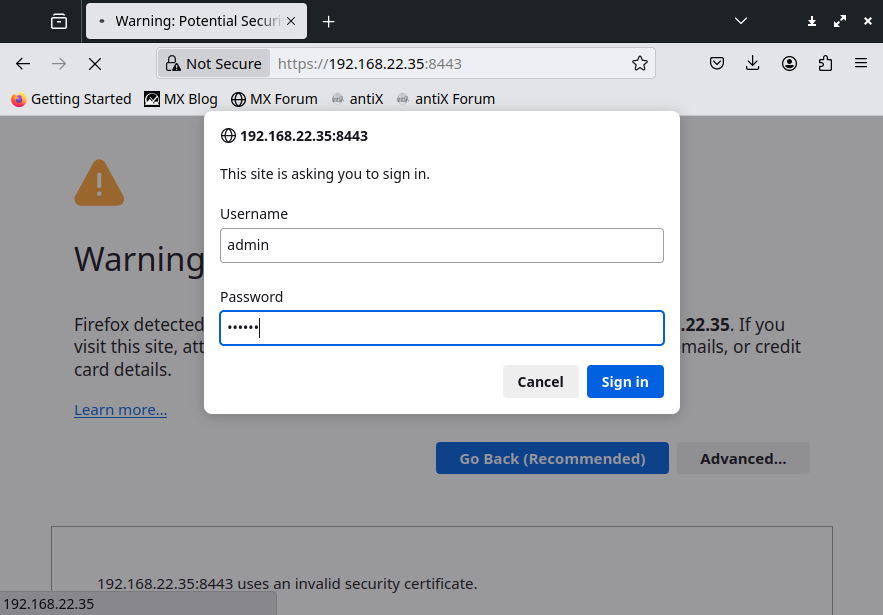 Warning: Potential Securi
Not Secure https://192.168.22.35:8443
Getting Started MX Blog MX Forum antiX antiX Forum
192.168.22.35:8443
This site is asking you to sign in.
Username
admin
Password
••••••
Cancel Sign in
Warning
Firefox detected .22.35. If you
visit this site, att mails, or credit
card details.
Learn more...
Go Back (Recommended) Advanced...
192.168.22.35:8443 uses an invalid security certificate.
192.168.22.35